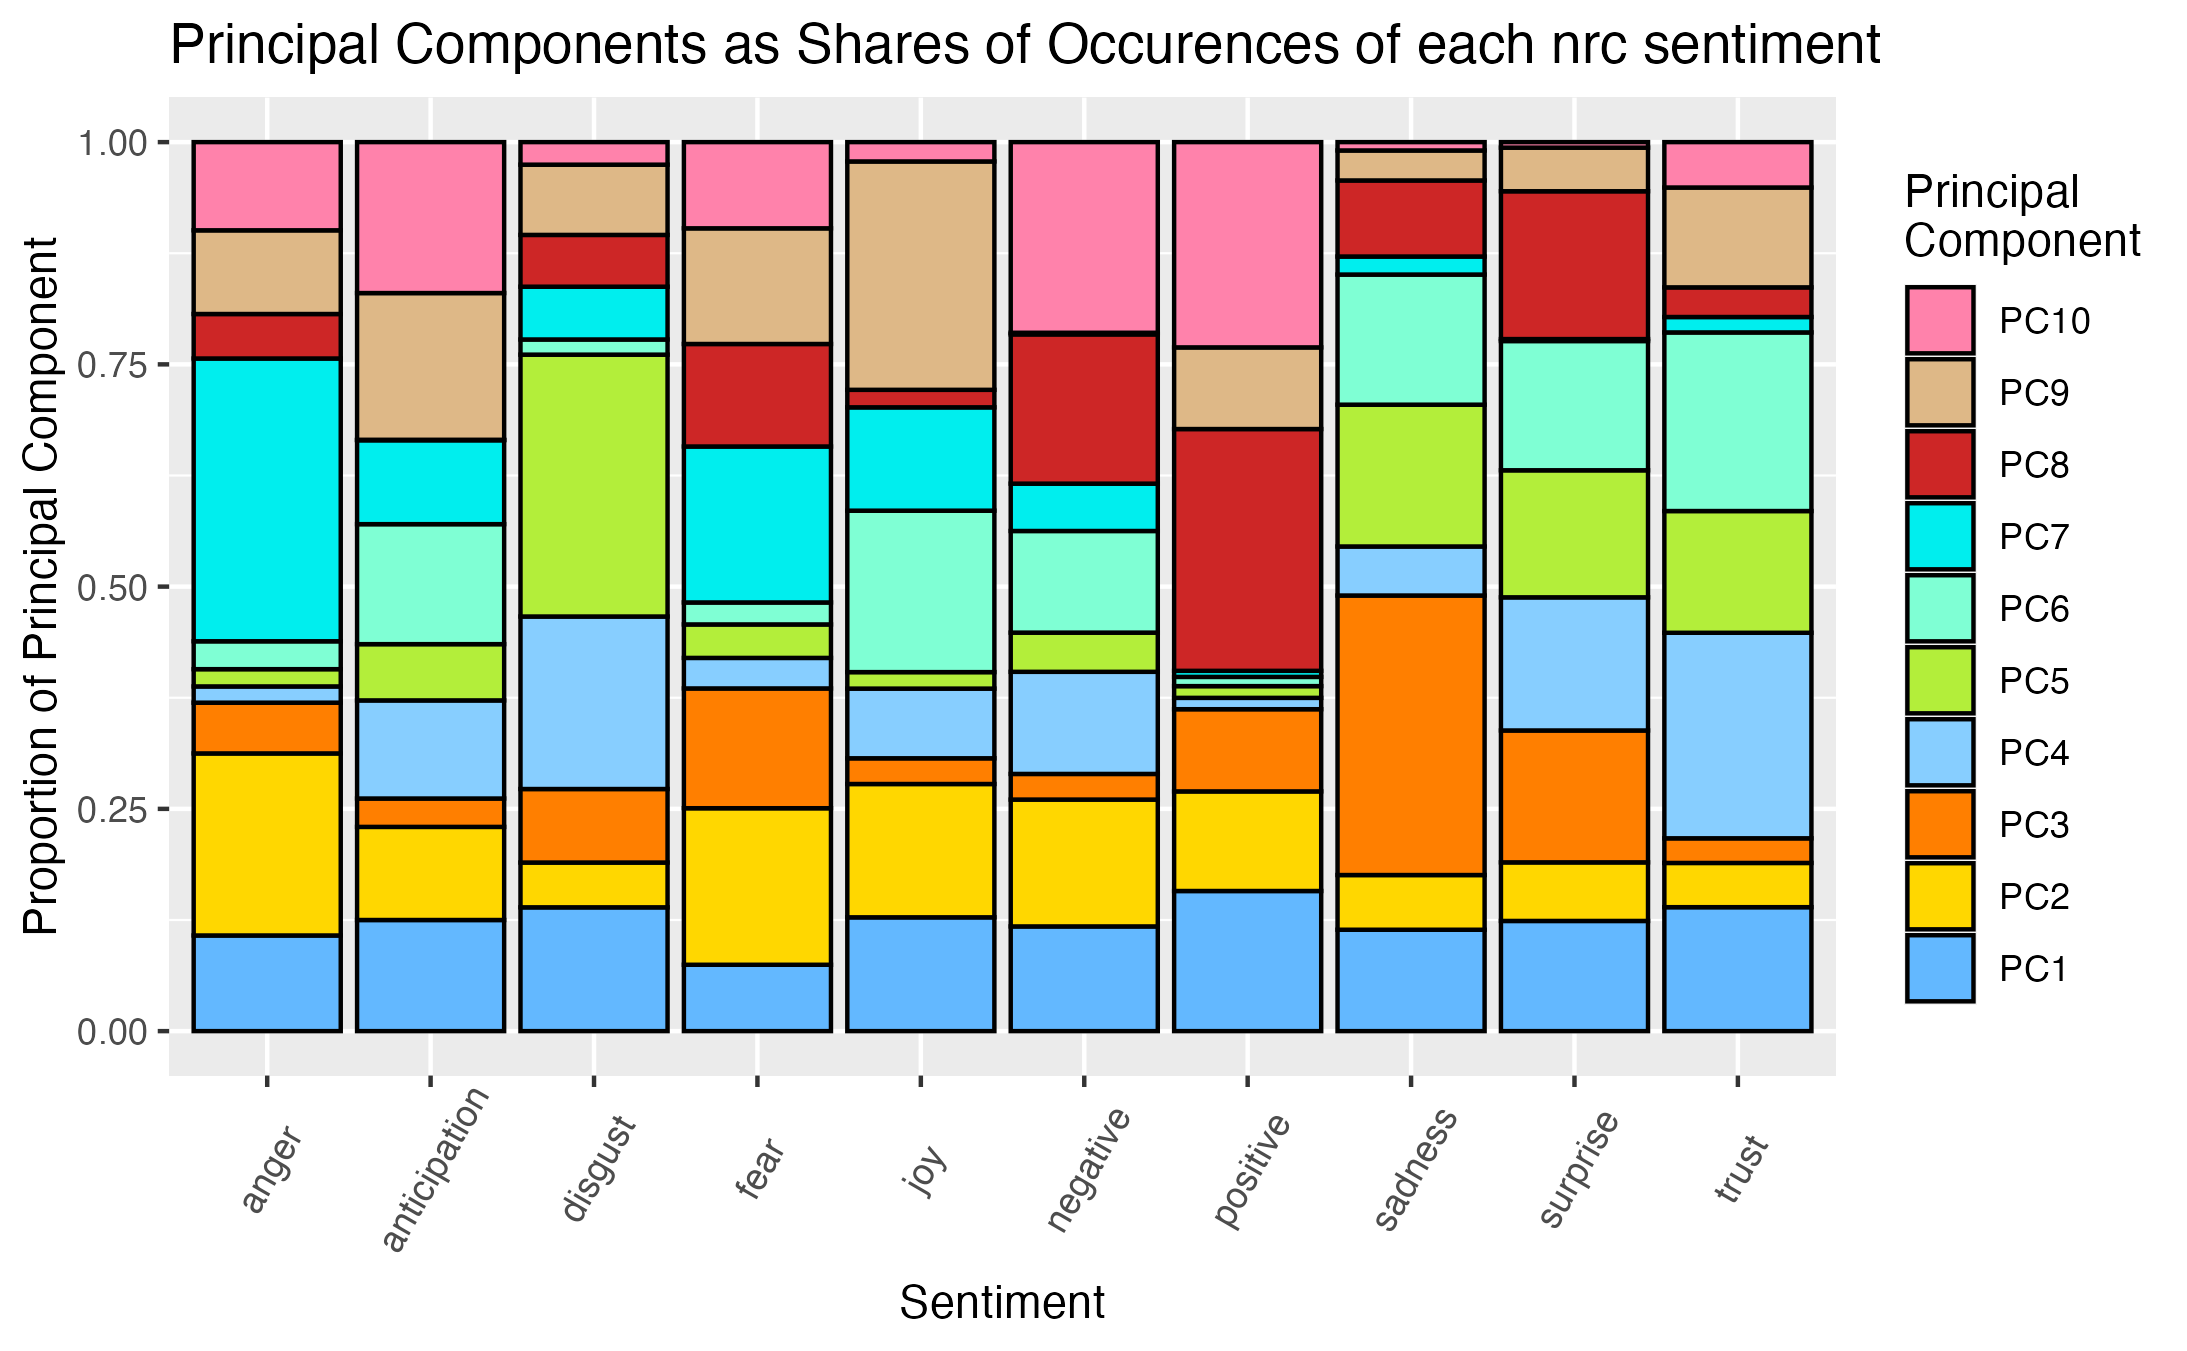 Principal Components as Shares of Occurences of each nrc sentiment
Proportion of Principal Component
1.00
0.75
0.50
0.25
0.00
anger
anticipation
disgust
fear
joy
negative
positive
sadness
surprise
trust
Sentiment
Principal
Component
PC10
PC9
PC8
PC7
PC6
PC5
PC4
PC3
PC2
PC1